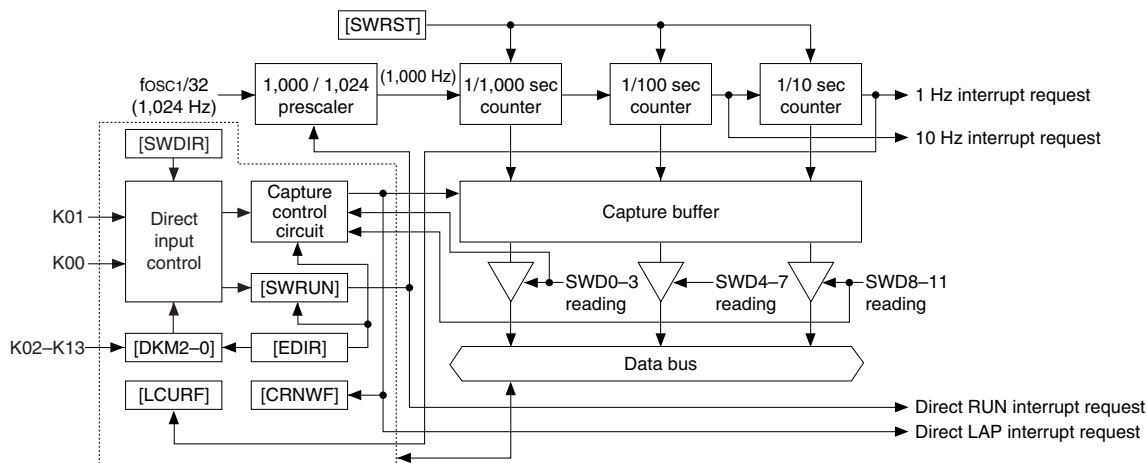 [SWRST]
fOSC1/32
(1,024 Hz)
1,000 / 1,024
prescaler
(1,000 Hz)
1/1,000 sec
counter
1/100 sec
counter
1/10 sec
counter
1 Hz interrupt request
10 Hz interrupt request
[SWDIR]
K01
K00
Direct
input
control
Capture
control
circuit
Capture buffer
[SWRUN]
SWD0–3
reading
SWD4–7
reading
SWD8–11
reading
K02–K13
[DKM2–0]
[EDIR]
Data bus
[LCURF]
[CRNWF]
Direct RUN interrupt request
Direct LAP interrupt request